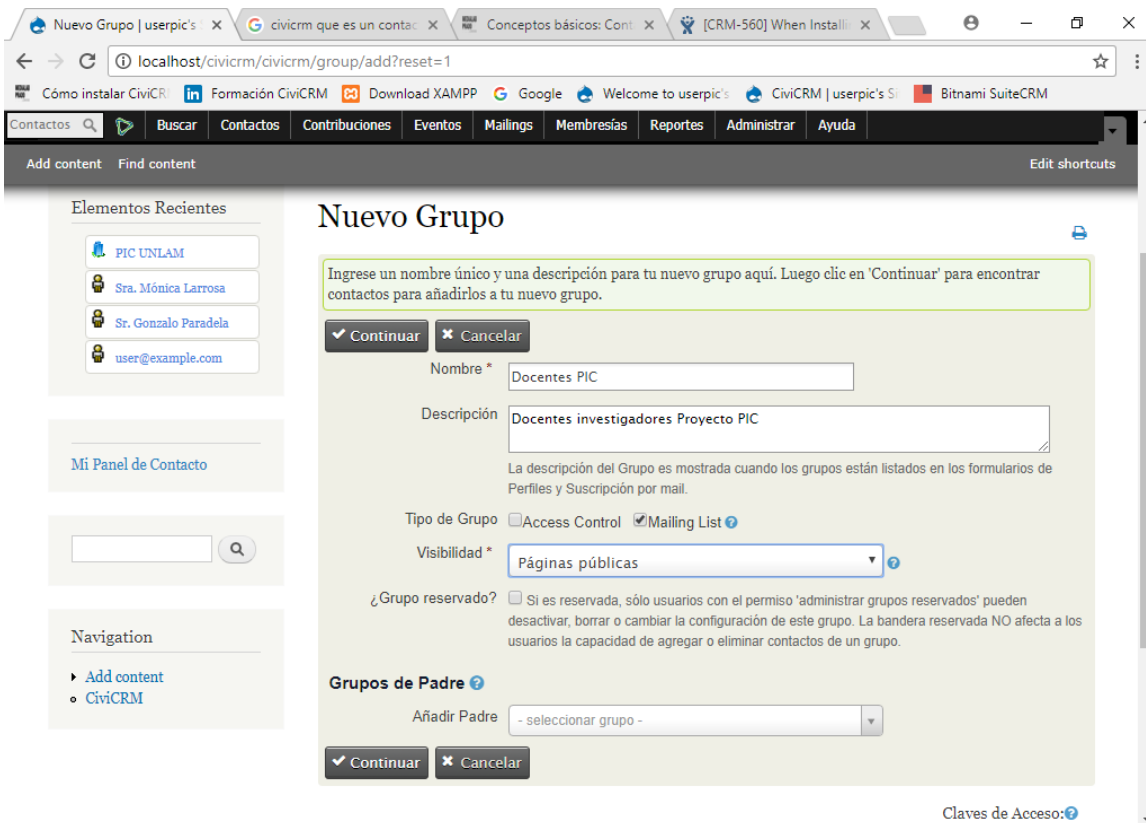 Nuevo Grupo | userpic's
civicrm que es un contac
Conceptos básicos: Cont
[CRM-560] When Installin
localhost/civicrm/civicrm/group/add?reset=1
Cómo instalar CiviCR
Formación CiviCRM
Download XAMPP
Google
Welcome to userpic's
CiviCRM | userpic's Si
Bitnami SuiteCRM
Contactos Buscar Contactos Contribuciones Eventos Mailings Membresías Reportes Administrar Ayuda
Add content Find content Edit shortcuts
Elementos Recientes
PIC UNLAM
Sra. Mónica Larrosa
Sr. Gonzalo Paradela
user@example.com
Mi Panel de Contacto
Navigation
Add content
CiviCRM
Nuevo Grupo
Ingrese un nombre único y una descripción para tu nuevo grupo aquí. Luego clic en 'Continuar' para encontrar
contactos para añadirlos a tu nuevo grupo.
Continuar Cancelar
Nombre * Docentes PIC
Descripción Docentes investigadores Proyecto PIC
La descripción del Grupo es mostrada cuando los grupos están listados en los formularios de
Perfiles y Suscripción por mail.
Tipo de Grupo Access Control Mailing List
Visibilidad * Páginas públicas
¿Grupo reservado? Si es reservada, sólo usuarios con el permiso 'administrar grupos reservados' pueden
desactivar, borrar o cambiar la configuración de este grupo. La bandera reservada NO afecta a los
usuarios la capacidad de agregar o eliminar contactos de un grupo.
Grupos de Padre
Añadir Padre - seleccionar grupo -
Continuar Cancelar
Claves de Acceso: